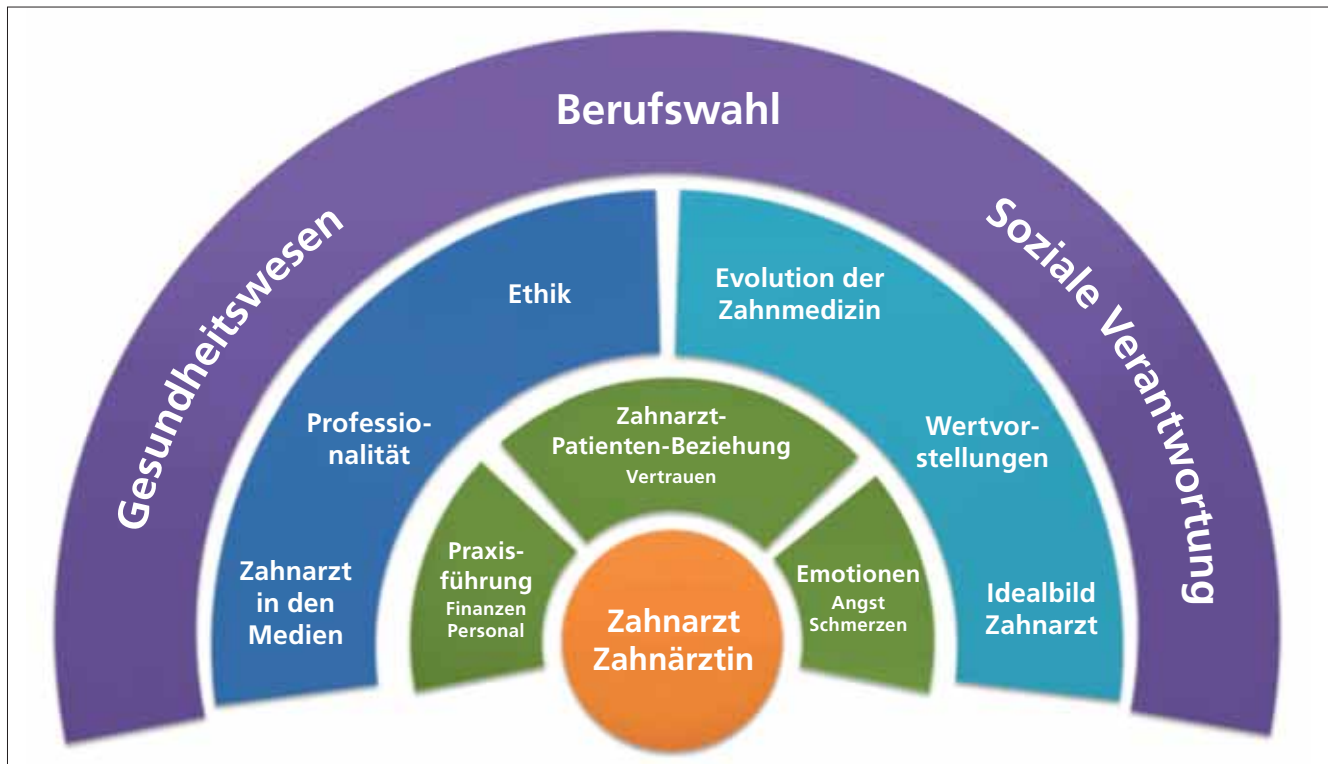 Berufswahl
Gesundheitswesen
Soziale Verantwortung
Ethik
Professio-
nalität
Zahnarzt
in den
Medien
Evolution der
Zahnmedizin
Wertvor-
stellungen
Idealbild
Zahnarzt
Praxis-
führung
Finanzen
Personal
Zahnarzt-
Patienten-Beziehung
Vertrauen
Emotionen
Angst
Schmerzen
Zahnarzt
Zahnärztin